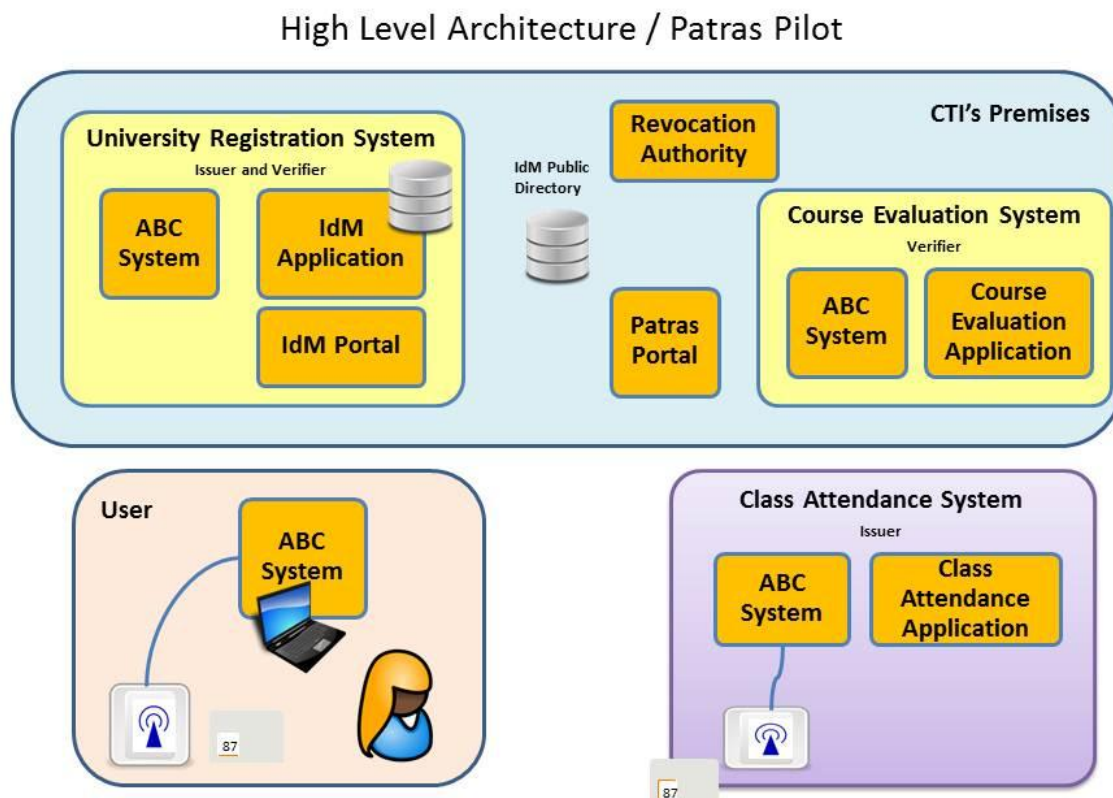 High Level Architecture / Patras Pilot
CTI's Premises
University Registration System
Issuer and Verifier
ABC
System
IdM
Application
IdM Portal
IdM Public
Directory
Revocation
Authority
Patras
Portal
Course Evaluation System
Verifier
ABC
System
Course
Evaluation
Application
User
ABC
System
87
Class Attendance System
Issuer
ABC
System
Class
Attendance
Application
87